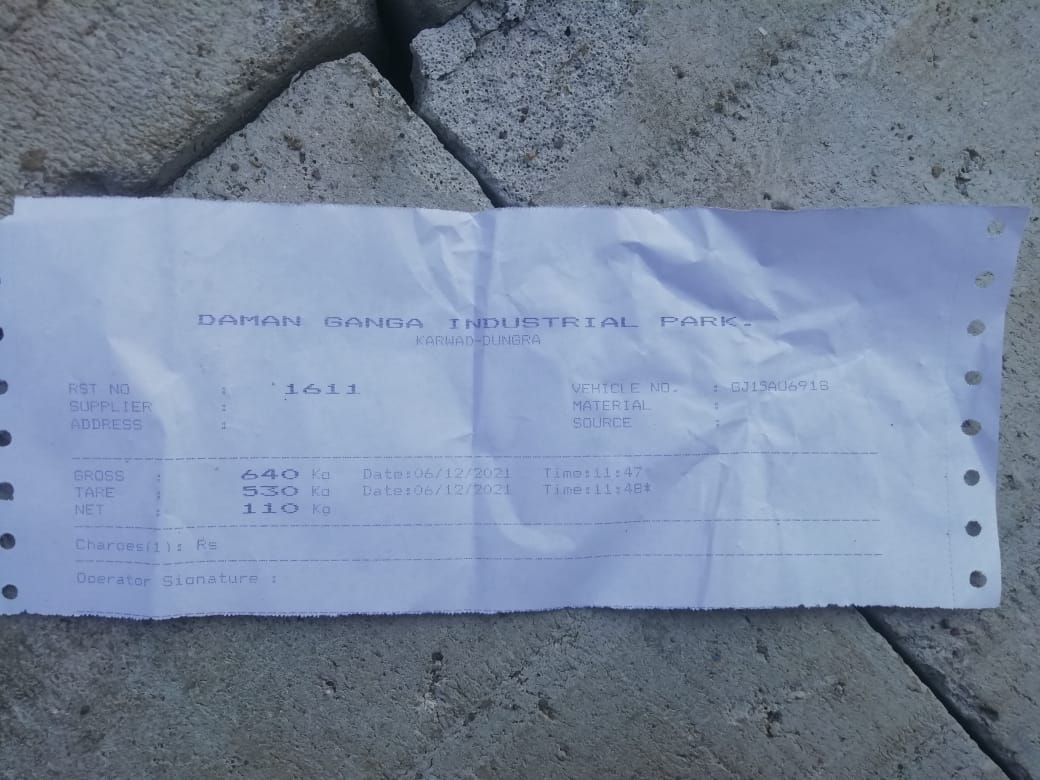 DAMAN GANGA INDUSTRIAL PARK.
KARWAD-DUNGRA
RST NO : 1611 VEHICLE NO. : GJ15AU6918
SUPPLIER : MATERIAL :
ADDRESS : SOURCE :
GROSS : 640 Kg Date:06/12/2021 Time:11:47
TARE : 530 Kg Date:06/12/2021 Time:11:48*
NET : 110 Kg
Charges(1): Rs
Operator Signature :